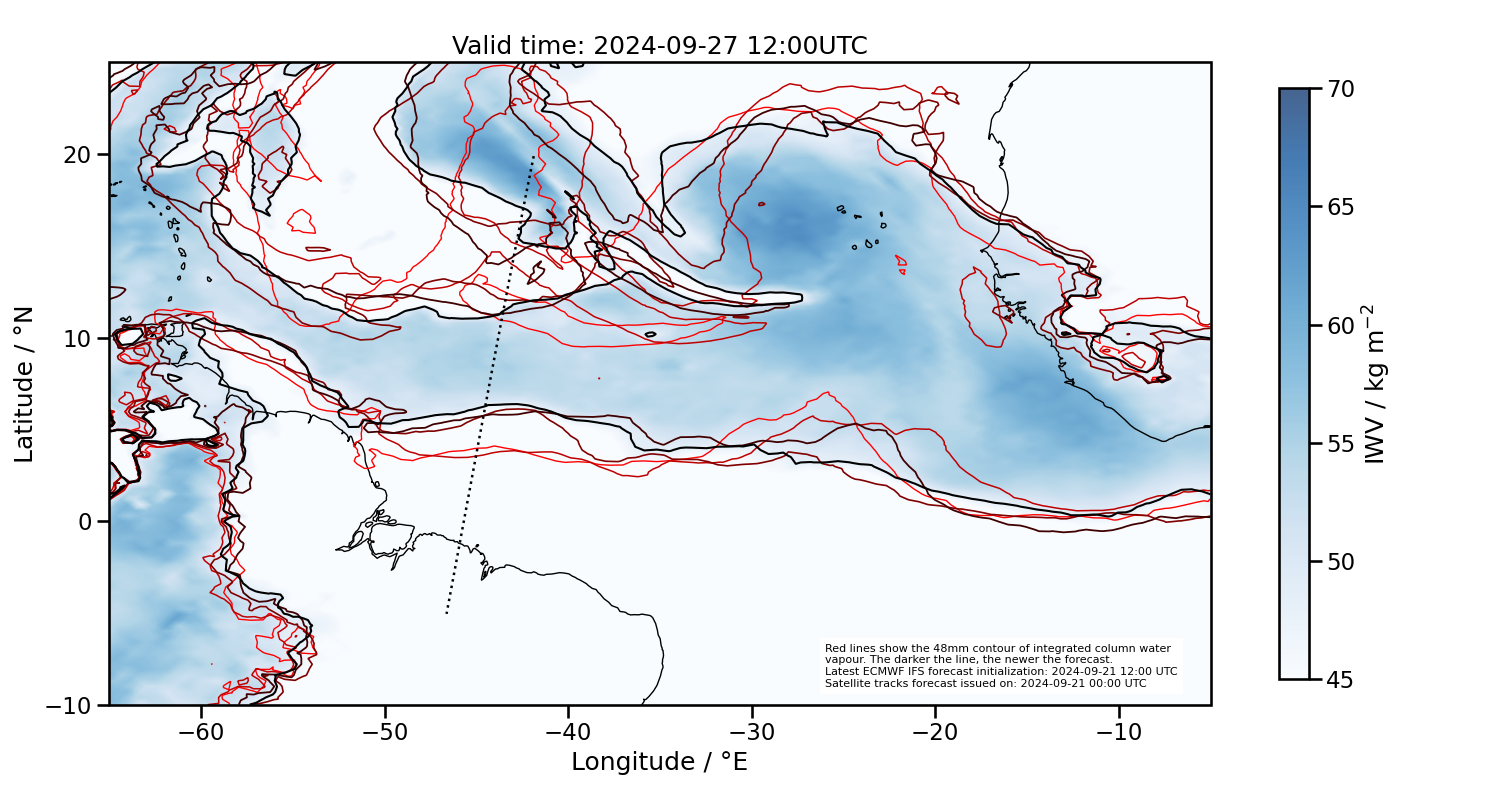 Valid time: 2024-09-27 12:00UTC
Latitude / °N
20
10
0
−10
−60
−50
−40
−30
−20
−10
Longitude / °E
Red lines show the 48mm contour of integrated column water
vapour. The darker the line, the newer the forecast.
Latest ECMWF IFS forecast initialization: 2024-09-21 12:00 UTC
Satellite tracks forecast issued on: 2024-09-21 00:00 UTC
70
65
60
55
50
45
IWV / kg m⁻²